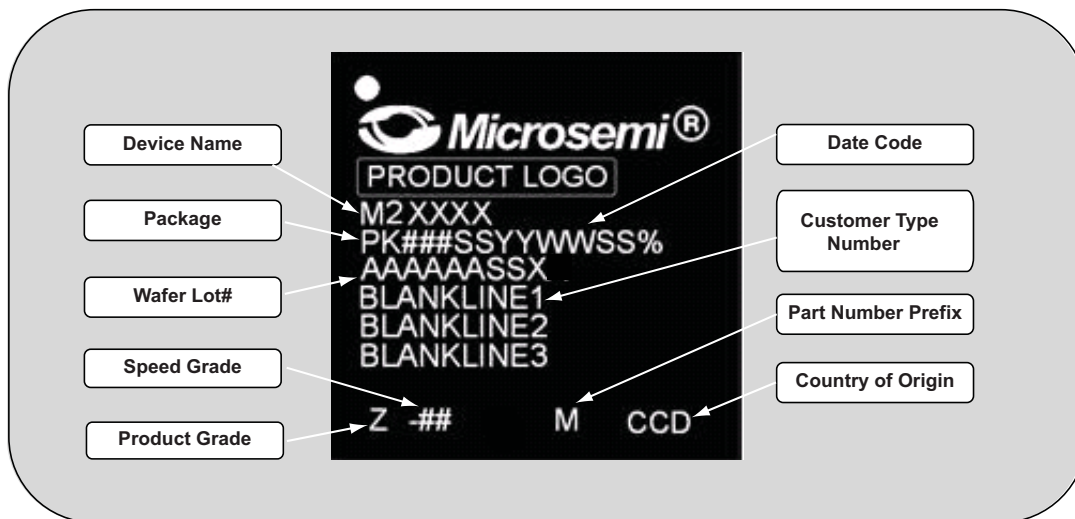 Microsemi®
PRODUCT LOGO
M2XXXX
PK###SSYYWWSS%
AAAAAASSX
BLANKLINE1
BLANKLINE2
BLANKLINE3
Z -## M CCD
Device Name
Package
Wafer Lot#
Speed Grade
Product Grade
Date Code
Customer Type
Number
Part Number Prefix
Country of Origin